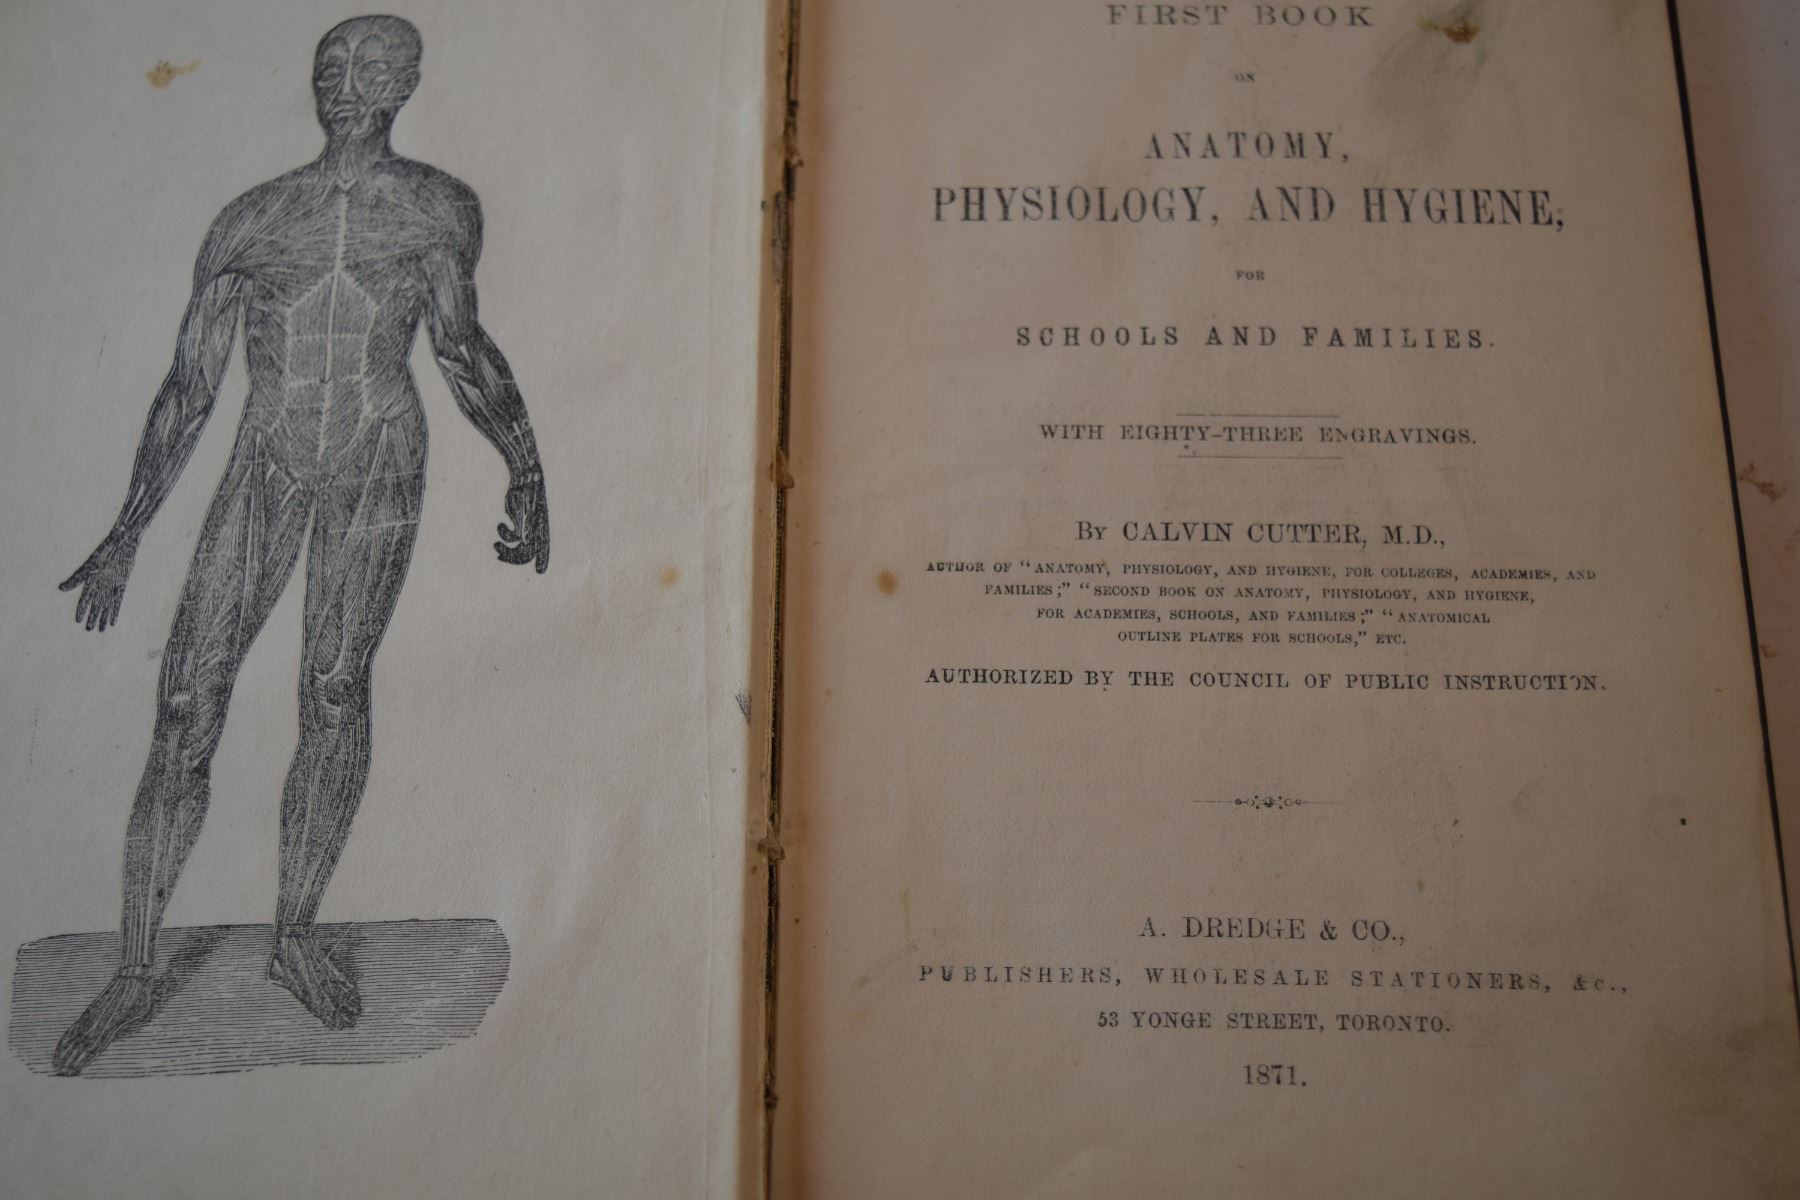 FIRST BOOK
ON
ANATOMY,
PHYSIOLOGY, AND HYGIENE,
FOR
SCHOOLS AND FAMILIES.
WITH EIGHTY-THREE ENGRAVINGS.
BY CALVIN CUTTER, M.D.,
AUTHOR OF "ANATOMY, PHYSIOLOGY, AND HYGIENE, FOR COLLEGES, ACADEMIES, AND
FAMILIES;" "SECOND BOOK ON ANATOMY, PHYSIOLOGY, AND HYGIENE,
FOR ACADEMIES, SCHOOLS, AND FAMILIES;" "ANATOMICAL
OUTLINE PLATES FOR SCHOOLS," ETC.
AUTHORIZED BY THE COUNCIL OF PUBLIC INSTRUCTION.
A. DREDGE & CO.,
PUBLISHERS, WHOLESALE STATIONERS, &c.,
53 YONGE STREET, TORONTO.
1871.